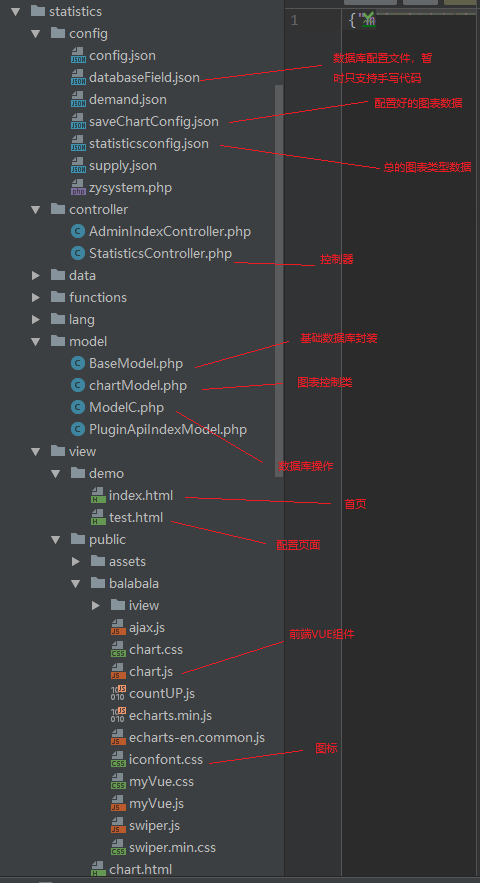 statistics
1
config
config.json
数据库配置文件，暂
databaseField.json
时只支持手写代码
demand.json
配置好的图表数据
saveChartConfig.json
statisticsconfig.json
总的图表类型数据
supply.json
zysystem.php
controller
AdminIndexController.php
StatisticsController.php
控制器
data
functions
lang
model
基础数据库封装
BaseModel.php
chartModel.php
图表控制类
ModelC.php
PluginApiIndexModel.php
view
数据库操作
demo
index.html
首页
test.html
public
配置页面
assets
balabala
iview
ajax.js
前端VUE组件
chart.css
chart.js
countUP.js
echarts.min.js
echarts-en.common.js
图标
iconfont.css
myVue.css
myVue.js
swiper.js
swiper.min.css
chart.html